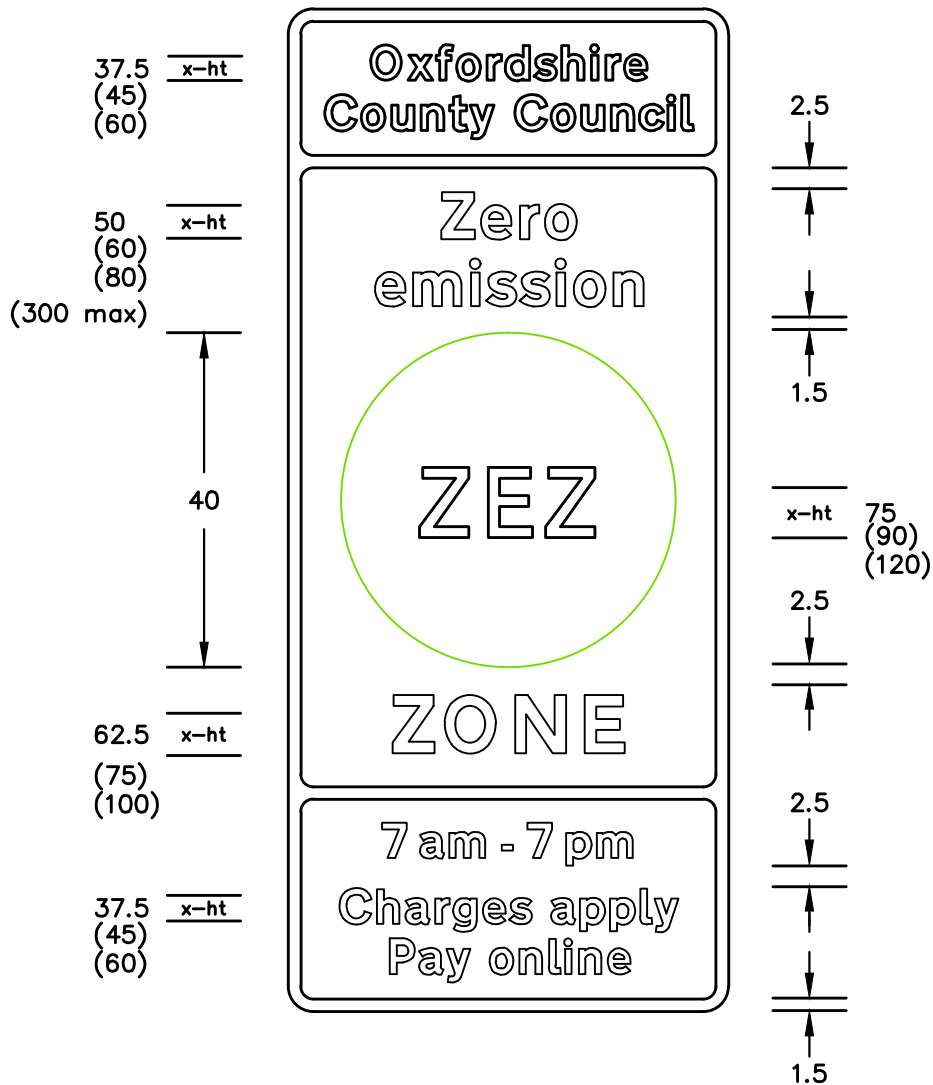 Oxfordshire
County Council
Zero
emission
ZEZ
ZONE
7 am - 7 pm
Charges apply
Pay online
37.5 x-ht
(45)
(60)
50 x-ht
(60)
(80)
(300 max)
40
62.5 x-ht
(75)
(100)
37.5 x-ht
(45)
(60)
2.5
1.5
x-ht 75
(90)
(120)
2.5
2.5
1.5